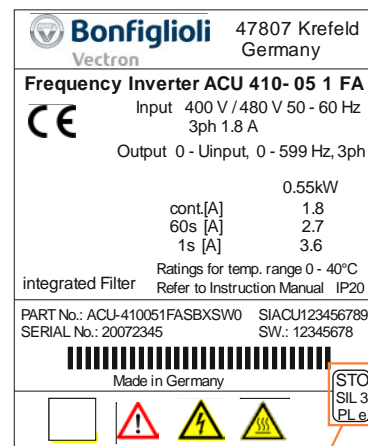 Bonfiglioli
Vectron
47807 Krefeld
Germany
Frequency Inverter ACU 410- 05 1 FA
CE
Input 400 V / 480 V 50 - 60 Hz
3ph 1.8 A
Output 0 - Uinput, 0 - 599 Hz, 3ph
0.55kW
cont.[A] 1.8
60s [A] 2.7
1s [A] 3.6
integrated Filter
Ratings for temp. range 0 - 40°C
Refer to Instruction Manual IP20
PART No.: ACU-410051FASBXSW0 SIACU123456789
SERIAL No.: 20072345 SW.: 12345678
Made in Germany
STO
SIL 3
PL e